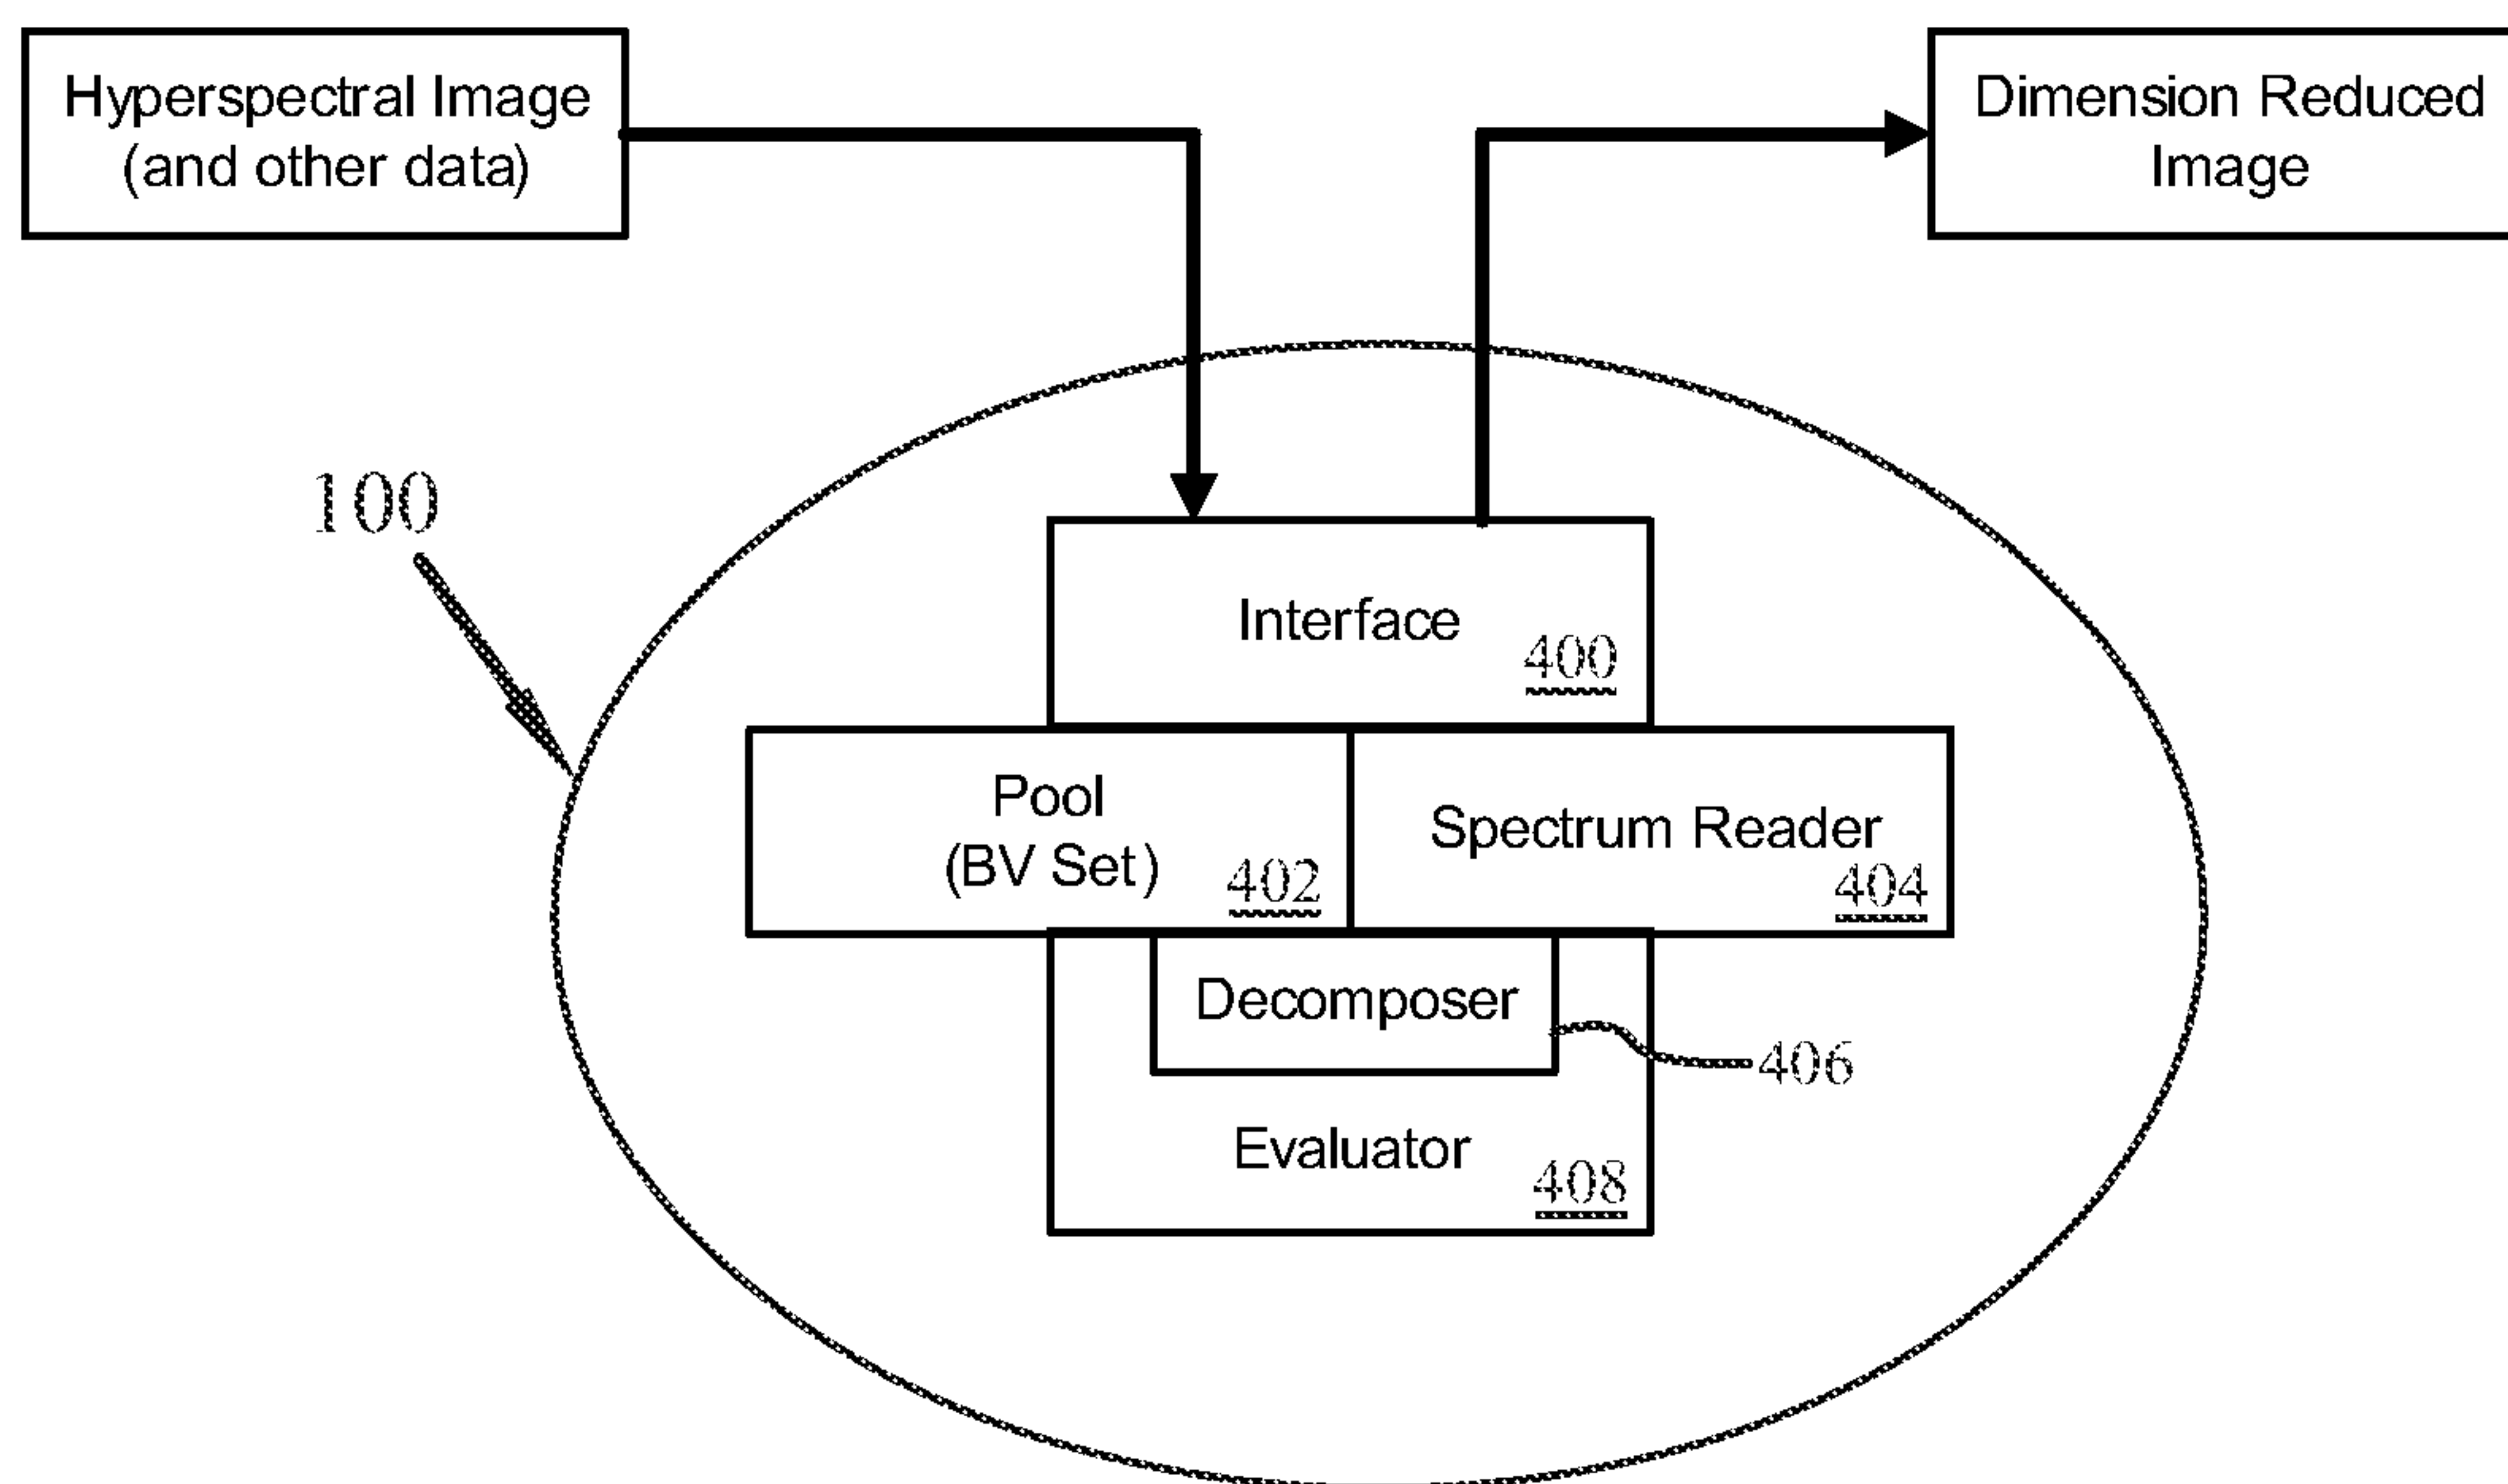 Hyperspectral Image
(and other data)
Dimension Reduced
Image
100
Interface
400
Pool
(BV Set)
402
Spectrum Reader
404
Decomposer
406
Evaluator
408